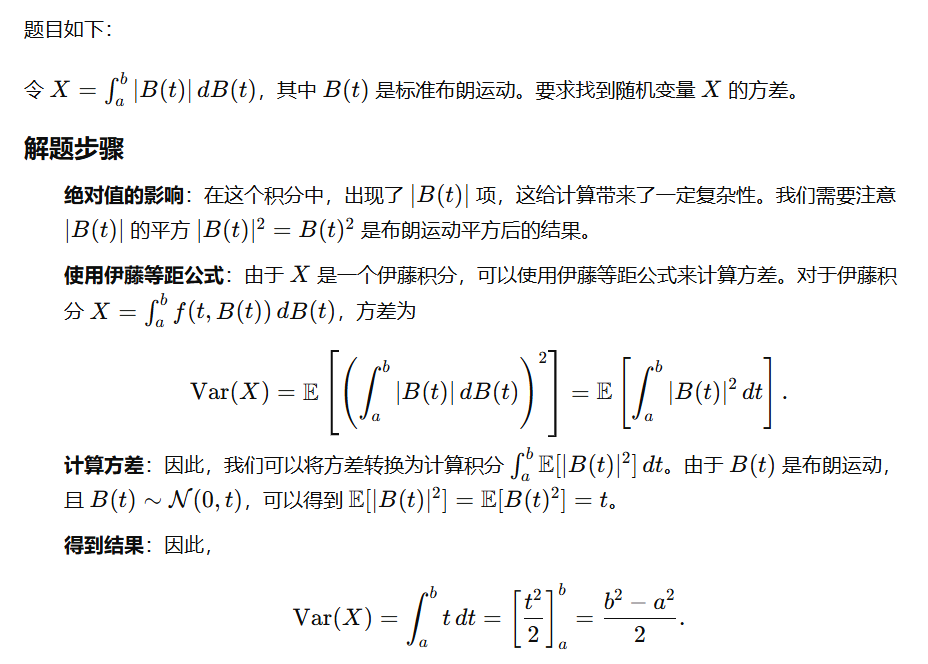 题目如下：
令 $X = \int_a^b |B(t)| \, dB(t)$，其中 $B(t)$ 是标准布朗运动。要求找到随机变量 $X$ 的方差。
解题步骤
绝对值的影响：在这个积分中，出现了 $|B(t)|$ 项，这给计算带来了一定复杂性。我们需要注意
$|B(t)|$ 的平方 $|B(t)|^2 = B(t)^2$ 是布朗运动平方后的结果。
使用伊藤等距公式：由于 $X$ 是一个伊藤积分，可以使用伊藤等距公式来计算方差。对于伊藤积
分 $X = \int_a^b f(t, B(t)) \, dB(t)$，方差为
$\mathrm{Var}(X) = \mathbb{E}\left[\left(\int_a^b |B(t)| \, dB(t)\right)^2\right] = \mathbb{E}\left[\int_a^b |B(t)|^2 \, dt\right].$
计算方差：因此，我们可以将方差转换为计算积分 $\int_a^b \mathbb{E}[|B(t)|^2] \, dt$。由于 $B(t)$ 是布朗运动，
且 $B(t) \sim \mathcal{N}(0, t)$，可以得到 $\mathbb{E}[|B(t)|^2] = \mathbb{E}[B(t)^2] = t$。
得到结果：因此，
$\mathrm{Var}(X) = \int_a^b t \, dt = \left[\frac{t^2}{2}\right]_a^b = \frac{b^2 - a^2}{2}.$